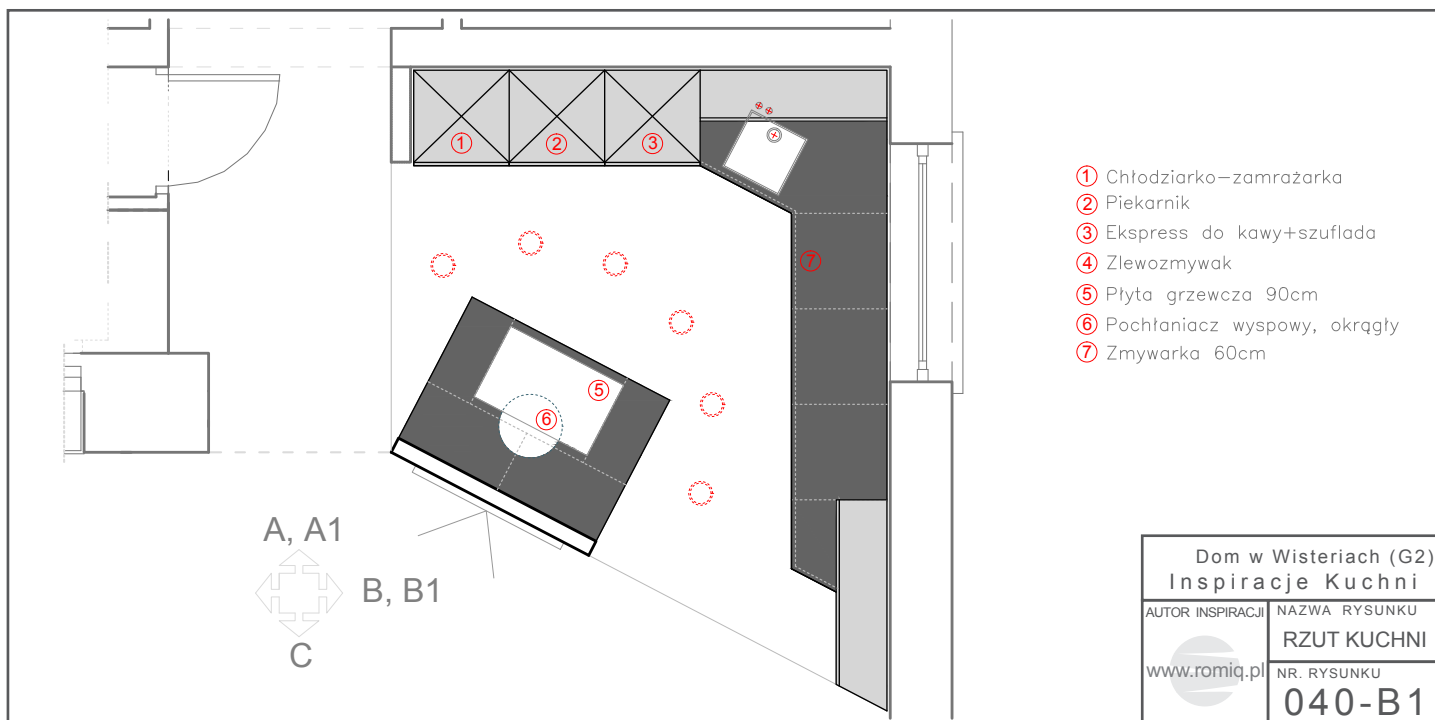 1
2
3
7
5
6
A, A1
B, B1
C
1 Chłodziarko-zamrażarka
2 Piekarnik
3 Ekspress do kawy+szuflada
4 Zlewozmywak
5 Płyta grzewcza 90cm
6 Pochłaniacz wyspowy, okrągły
7 Zmywarka 60cm
Dom w Wisteriach (G2)
Inspiracje Kuchni
AUTOR INSPIRACJI
www.romiq.pl
NAZWA RYSUNKU
RZUT KUCHNI
NR. RYSUNKU
040-B1